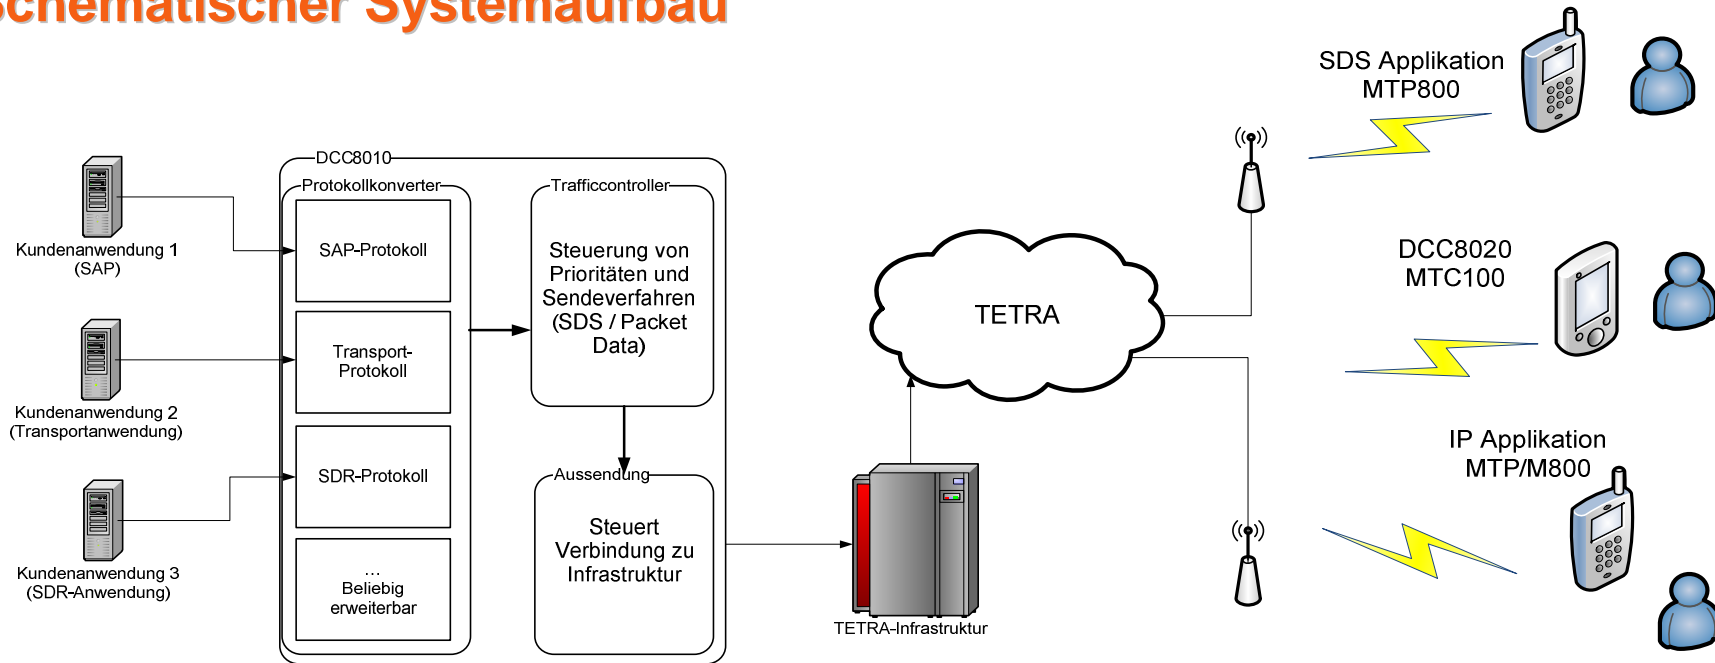 Schematischer Systemaufbau
SDS Applikation
MTP800
DCC8010
Protokollkonverter
Trafficcontroller
Kundenanwendung 1
(SAP)
SAP-Protokoll
Steuerung von
Prioritäten und
Sendeverfahren
(SDS / Packet
Data)
DCC8020
MTC100
TETRA
Kundenanwendung 2
(Transportanwendung)
Transport-
Protokoll
IP Applikation
MTP/M800
Kundenanwendung 3
(SDR-Anwendung)
SDR-Protokoll
Aussendung
Steuert
Verbindung zu
Infrastruktur
...
Beliebig
erweiterbar
TETRA-Infrastruktur